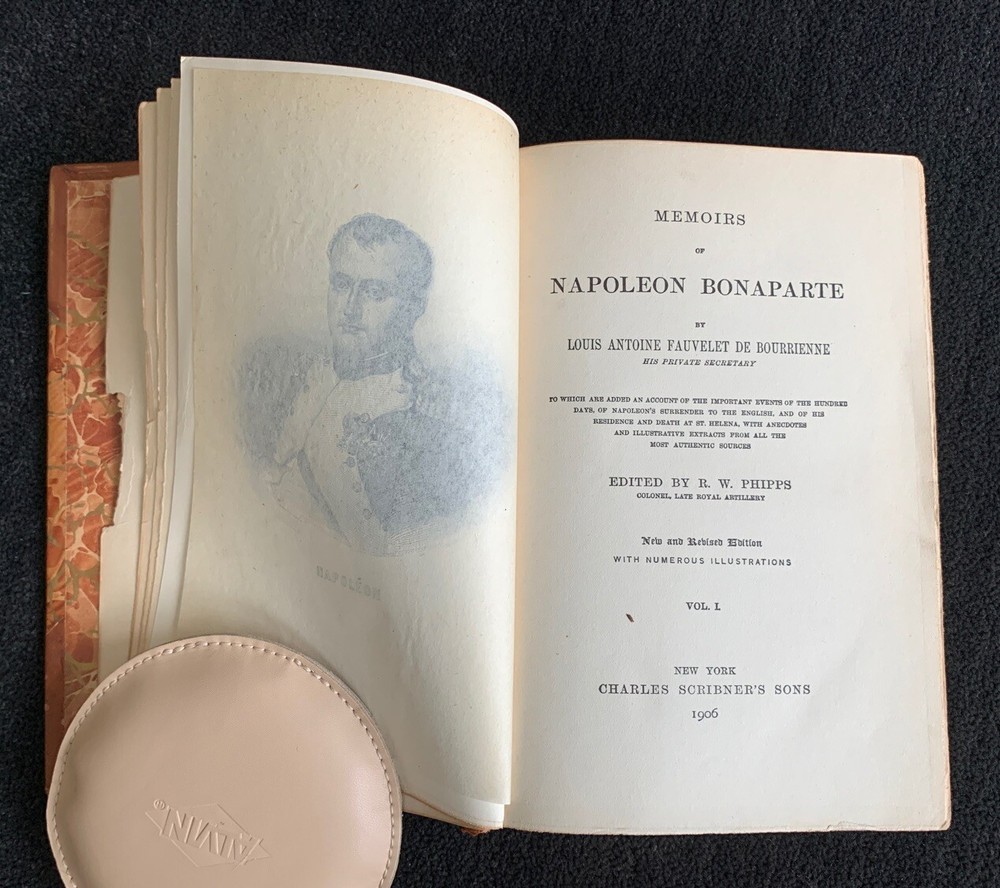 NAPOLÉON
MEMOIRS
OF
NAPOLEON BONAPARTE
BY
LOUIS ANTOINE FAUVELET DE BOURRIENNE
HIS PRIVATE SECRETARY
TO WHICH ARE ADDED AN ACCOUNT OF THE IMPORTANT EVENTS OF THE HUNDRED
DAYS, OF NAPOLEON'S SURRENDER TO THE ENGLISH, AND OF HIS
RESIDENCE AND DEATH AT ST. HELENA, WITH ANECDOTES
AND ILLUSTRATIVE EXTRACTS FROM ALL THE
MOST AUTHENTIC SOURCES
EDITED BY R. W. PHIPPS
COLONEL, LATE ROYAL ARTILLERY
New and Revised Edition
WITH NUMEROUS ILLUSTRATIONS
VOL. I.
NEW YORK
CHARLES SCRIBNER'S SONS
1906